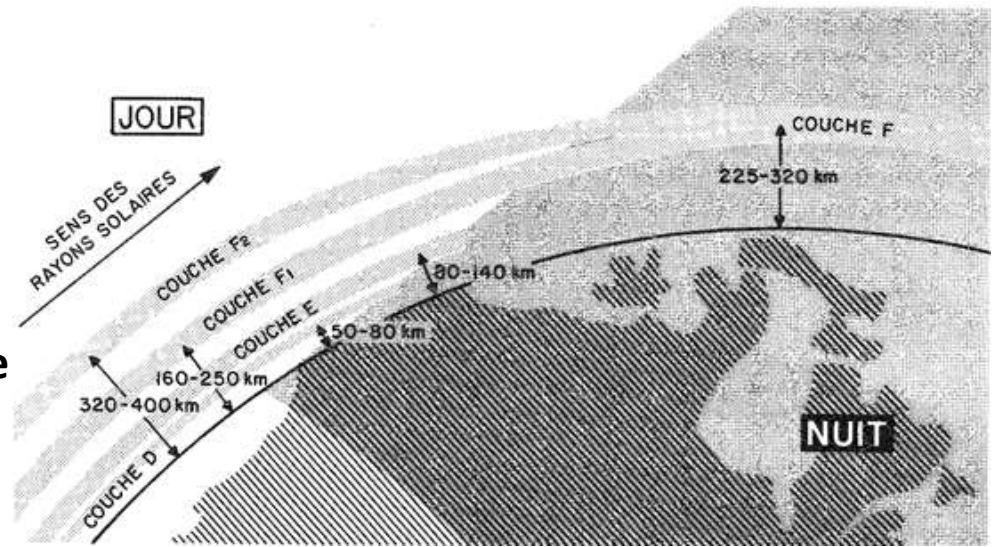 JOUR
SENS DES
RAYONS SOLAIRES
COUCHE F2
COUCHE F1
COUCHE E
COUCHE D
320-400 km
160-250 km
50-80 km
80-140 km
COUCHE F
225-320 km
NUIT
e